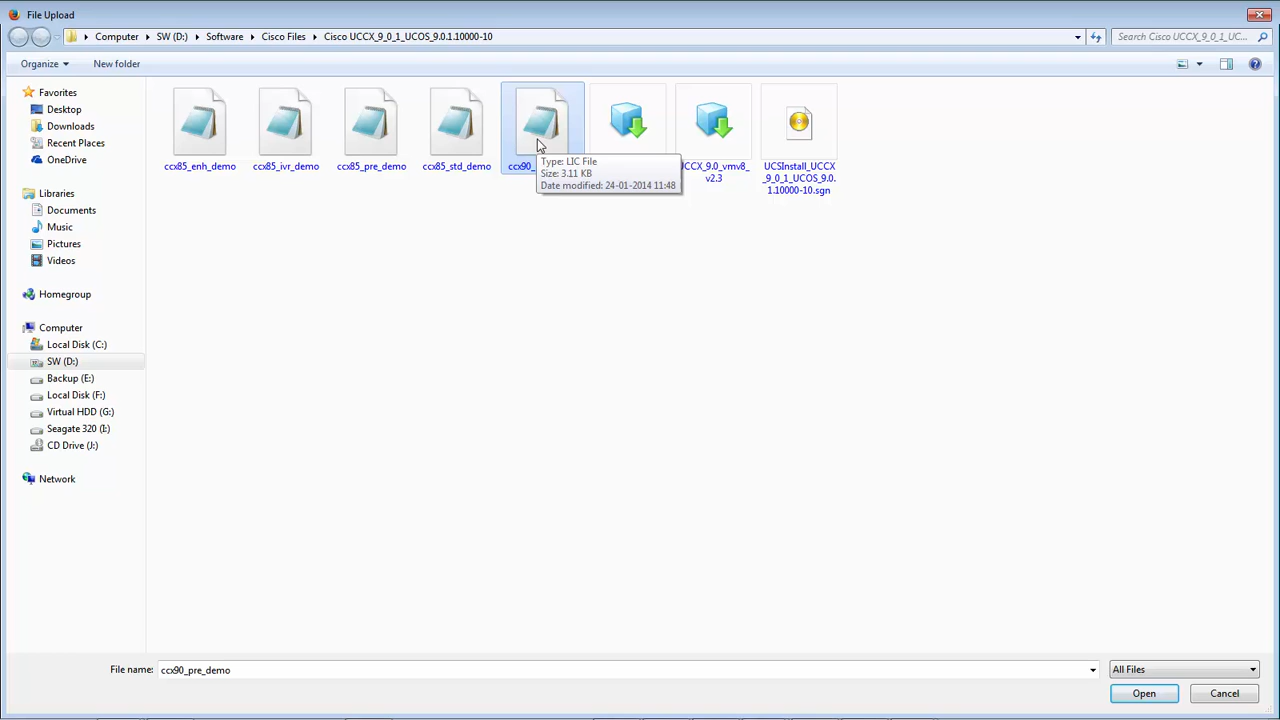 File Upload
Computer
SW (D:)
Software
Cisco Files
Cisco UCCX_9_0_1_UCOS_9.0.1.10000-10
Search Cisco UCCX_9_0_1_UC...
Organize
New folder
Favorites
Desktop
Downloads
Recent Places
OneDrive
Libraries
Documents
Music
Pictures
Videos
Homegroup
Computer
Local Disk (C:)
SW (D:)
Backup (E:)
Local Disk (F:)
Virtual HDD (G:)
Seagate 320 (I:)
CD Drive (J:)
Network
ccx85_enh_demo
ccx85_ivr_demo
ccx85_pre_demo
ccx85_std_demo
ccx90_
Type: LIC File
Size: 3.11 KB
Date modified: 24-01-2014 11:48
UCCX_9.0_vmv8_
v2.3
UCSInstall_UCCX
_9_0_1_UCOS_9.0.
1.10000-10.sgn
File name:
ccx90_pre_demo
All Files
Open
Cancel